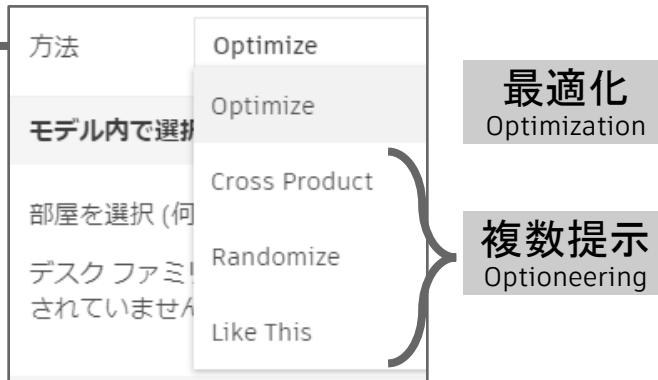 方法
Optimize
Optimize
モデル内で選択
Cross Product
部屋を選択 (何
Randomize
デスク ファミリ
されていません
Like This
最適化
Optimization
複数提示
Optioneering